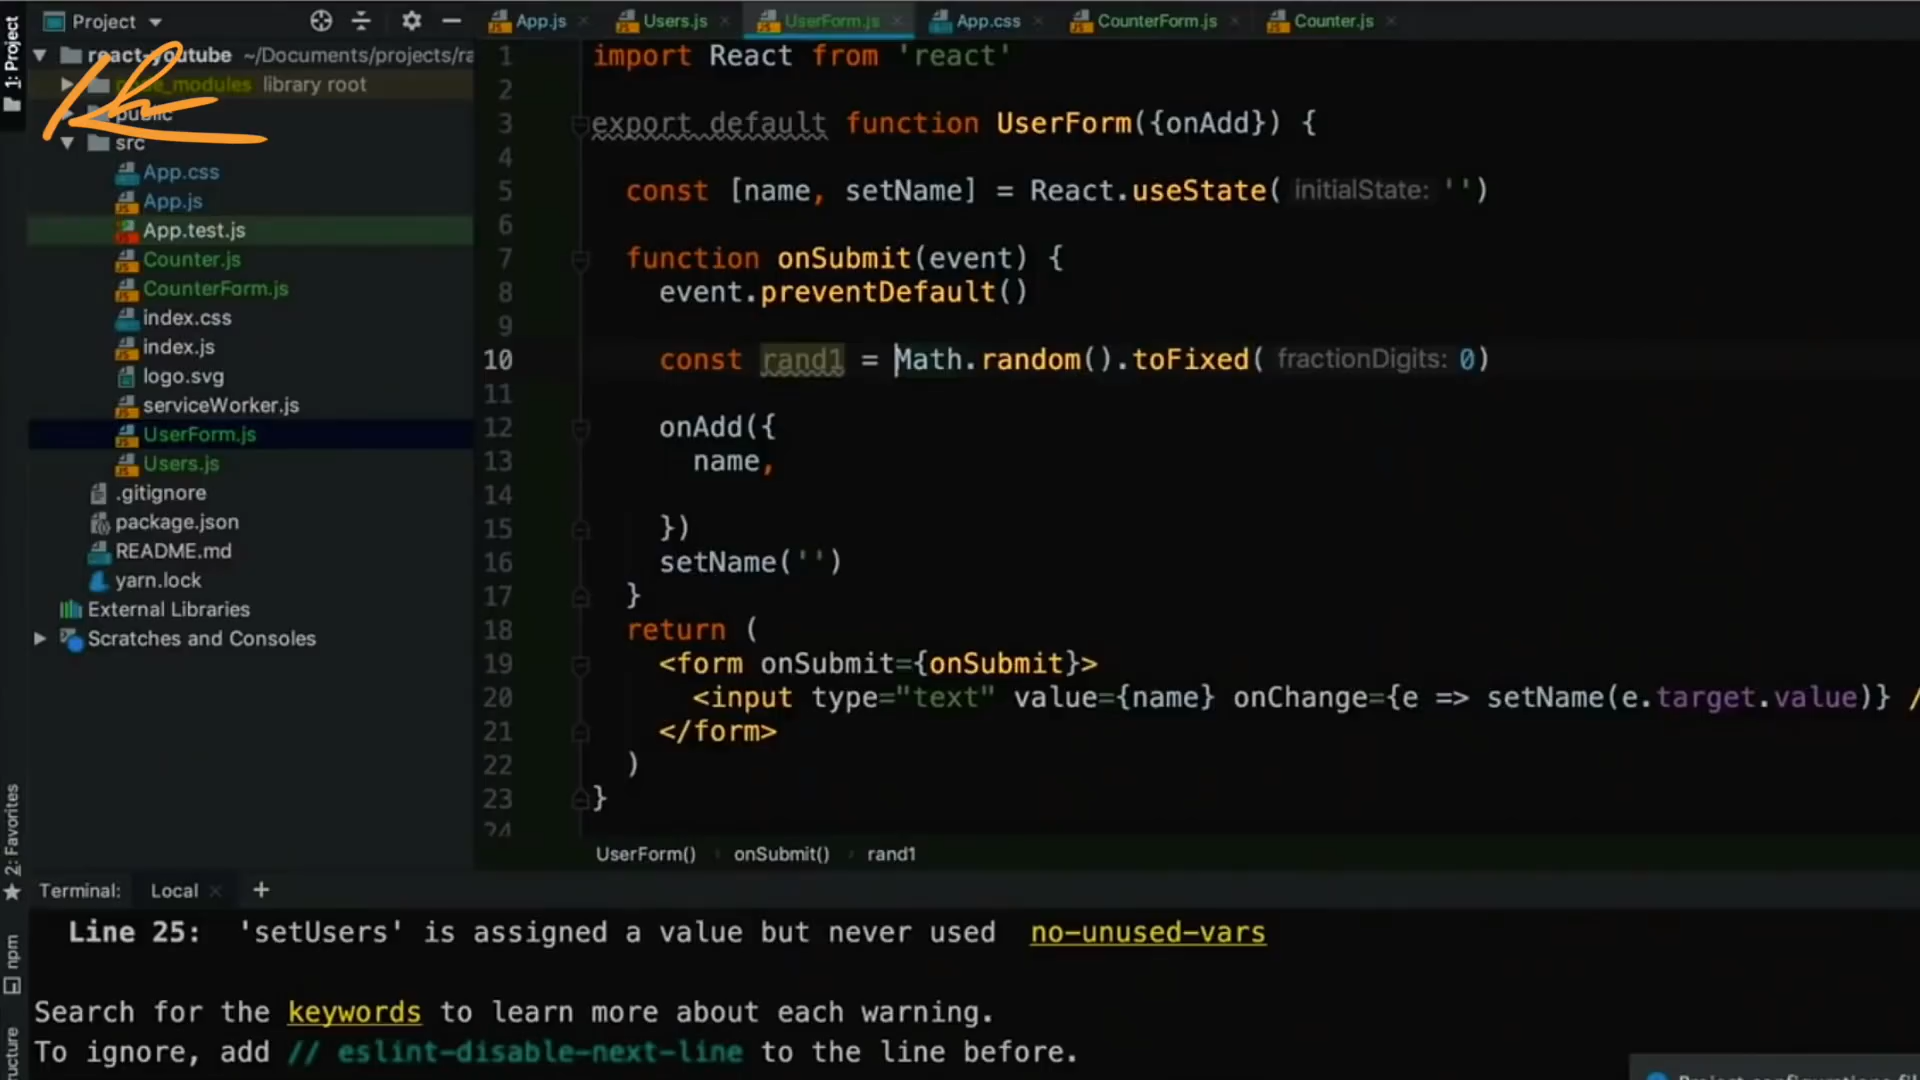 1: Project
Project
react-youtube ~/Documents/projects/ra
node_modules library root
public
src
App.css
App.js
App.test.js
Counter.js
CounterForm.js
index.css
index.js
logo.svg
serviceWorker.js
UserForm.js
Users.js
.gitignore
package.json
README.md
yarn.lock
External Libraries
Scratches and Consoles
App.js Users.js UserForm.js App.css CounterForm.js Counter.js
1 import React from 'react'
2
3 export default function UserForm({onAdd}) {
4
5 const [name, setName] = React.useState( initialState: '')
6
7 function onSubmit(event) {
8 event.preventDefault()
9
10 const rand1 = Math.random().toFixed( fractionDigits: 0)
11
12 onAdd({
13 name,
14
15 })
16 setName('')
17 }
18 return (
19 <form onSubmit={onSubmit}>
20 <input type="text" value={name} onChange={e => setName(e.target.value)} /
21 </form>
22 )
23 }
24
UserForm() onSubmit() rand1
2: Favorites
npm
ructure
Terminal: Local +
Line 25: 'setUsers' is assigned a value but never used no-unused-vars
Search for the keywords to learn more about each warning.
To ignore, add // eslint-disable-next-line to the line before.